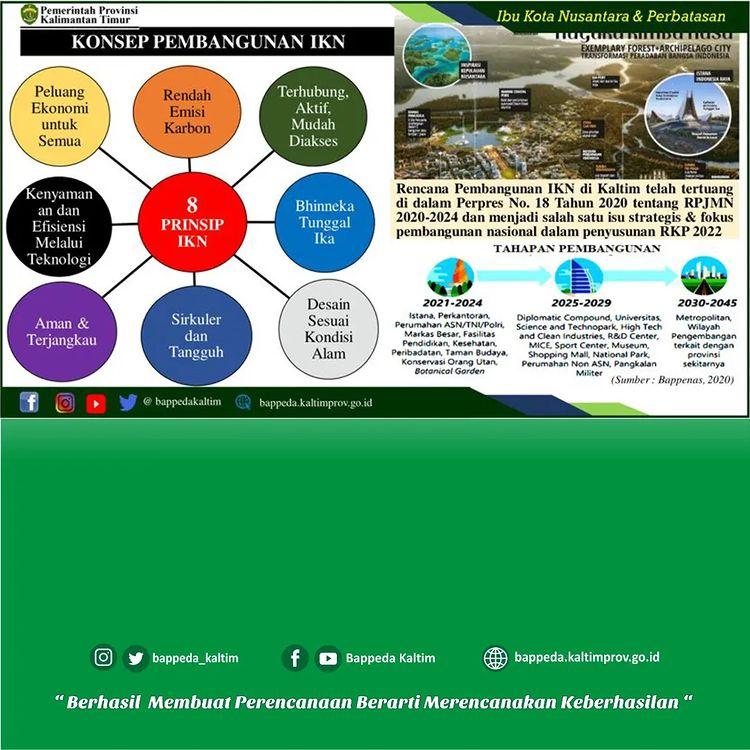 Pemerintah Provinsi
Kalimantan Timur
Ibu Kota Nusantara & Perbatasan
KONSEP PEMBANGUNAN IKN
Peluang
Ekonomi
untuk
Semua
Rendah
Emisi
Karbon
Terhubung,
Aktif,
Mudah
Diakses
Kenyaman
an dan
Efisiensi
Melalui
Teknologi
8
PRINSIP
IKN
Bhinneka
Tunggal
Ika
Aman &
Terjangkau
Sirkuler
dan
Tangguh
Desain
Sesuai
Kondisi
Alam
EXEMPLARY FOREST-ARCHIPELAGO CITY
TRANSFORMASI PERADABAN BANGSA INDONESIA
INSPIRASI
KEPULAUAN
NUSANTARA
ISTANA
INDONESIA RAYA
Rencana Pembangunan IKN di Kaltim telah tertuang
di dalam Perpres No. 18 Tahun 2020 tentang RPJMN
2020-2024 dan menjadi salah satu isu strategis & fokus
pembangunan nasional dalam penyusunan RKP 2022
TAHAPAN PEMBANGUNAN
2021-2024
Istana, Perkantoran,
Perumahan ASN/TNI/Polri,
Markas Besar, Fasilitas
Pendidikan, Kesehatan,
Peribadatan, Taman Budaya,
Konservasi Orang Utan,
Botanical Garden
2025-2029
Diplomatic Compound, Universitas,
Science and Technopark, High Tech
and Clean Industries, R&D Center,
MICE, Sport Center, Museum,
Shopping Mall, National Park,
Perumahan Non ASN, Pangkalan
Militer
2030-2045
Metropolitan,
Wilayah
Pengembangan
terkait dengan
provinsi
sekitarnya
(Sumber : Bappenas, 2020)
@ bappedakaltim
bappeda.kaltimprov.go.id
bappeda_kaltim
Bappeda Kaltim
bappeda.kaltimprov.go.id
“ Berhasil Membuat Perencanaan Berarti Merencanakan Keberhasilan “